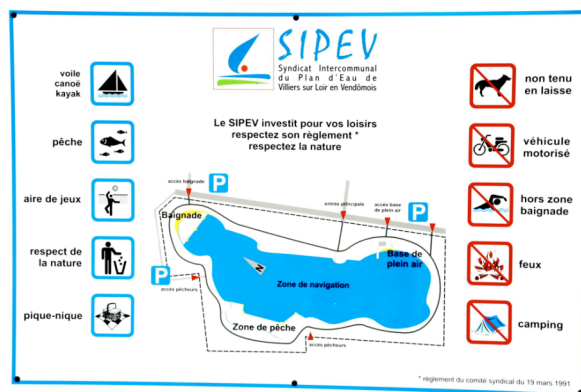 SIPEV
Syndicat Intercommunal
du Plan d'Eau de
Villiers sur Loir en Vendômois
Le SIPEV investit pour vos loisirs
respectez son règlement *
respectez la nature
voile
canoë
kayak
pêche
aire de jeux
respect de
la nature
pique-nique
non tenu
en laisse
véhicule
motorisé
hors zone
baignade
feux
camping
accès baignade
P
entrée principale
accès base
de plein air
P
Baignade
Base de
plein air
N
Zone de navigation
P
accès pêcheurs
Zone de pêche
accès pêcheurs
* règlement du comité syndical du 19 mars 1991